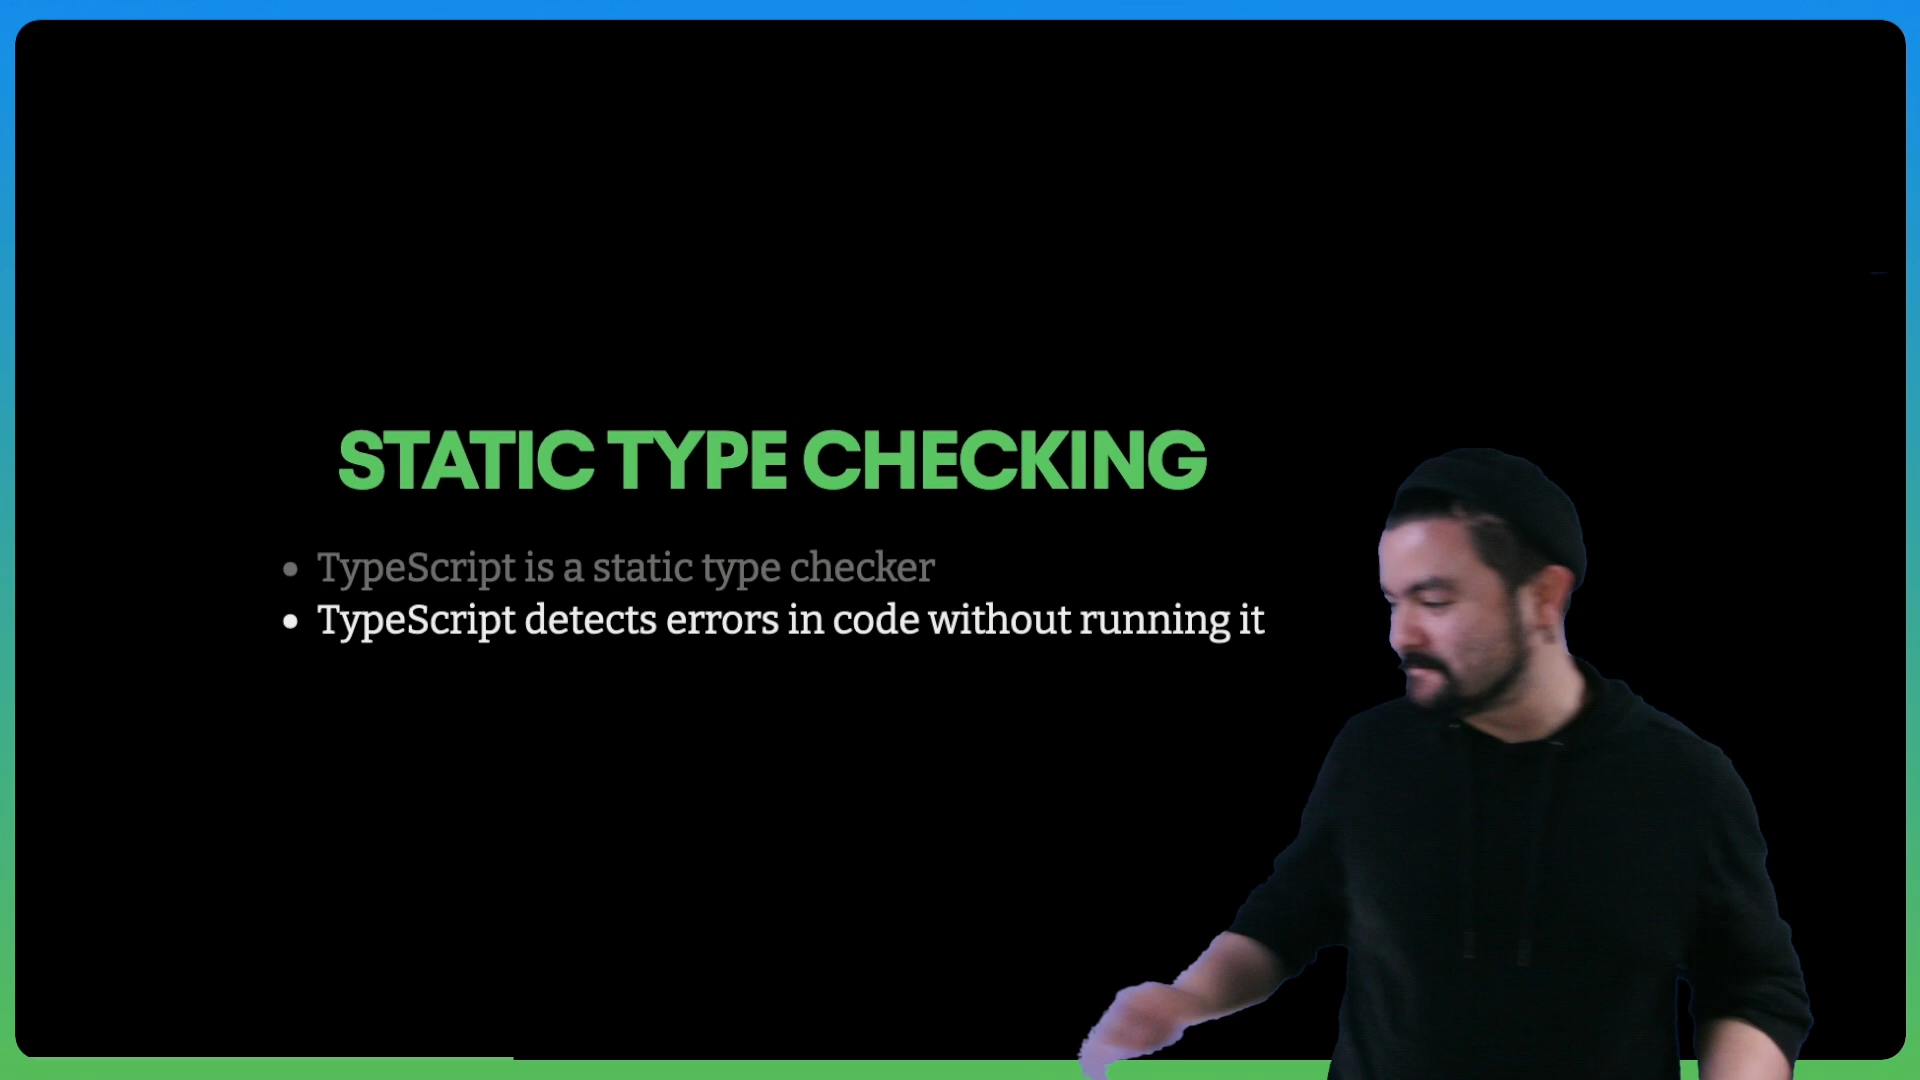 STATIC TYPE CHECKING
• TypeScript is a static type checker
• TypeScript detects errors in code without running it